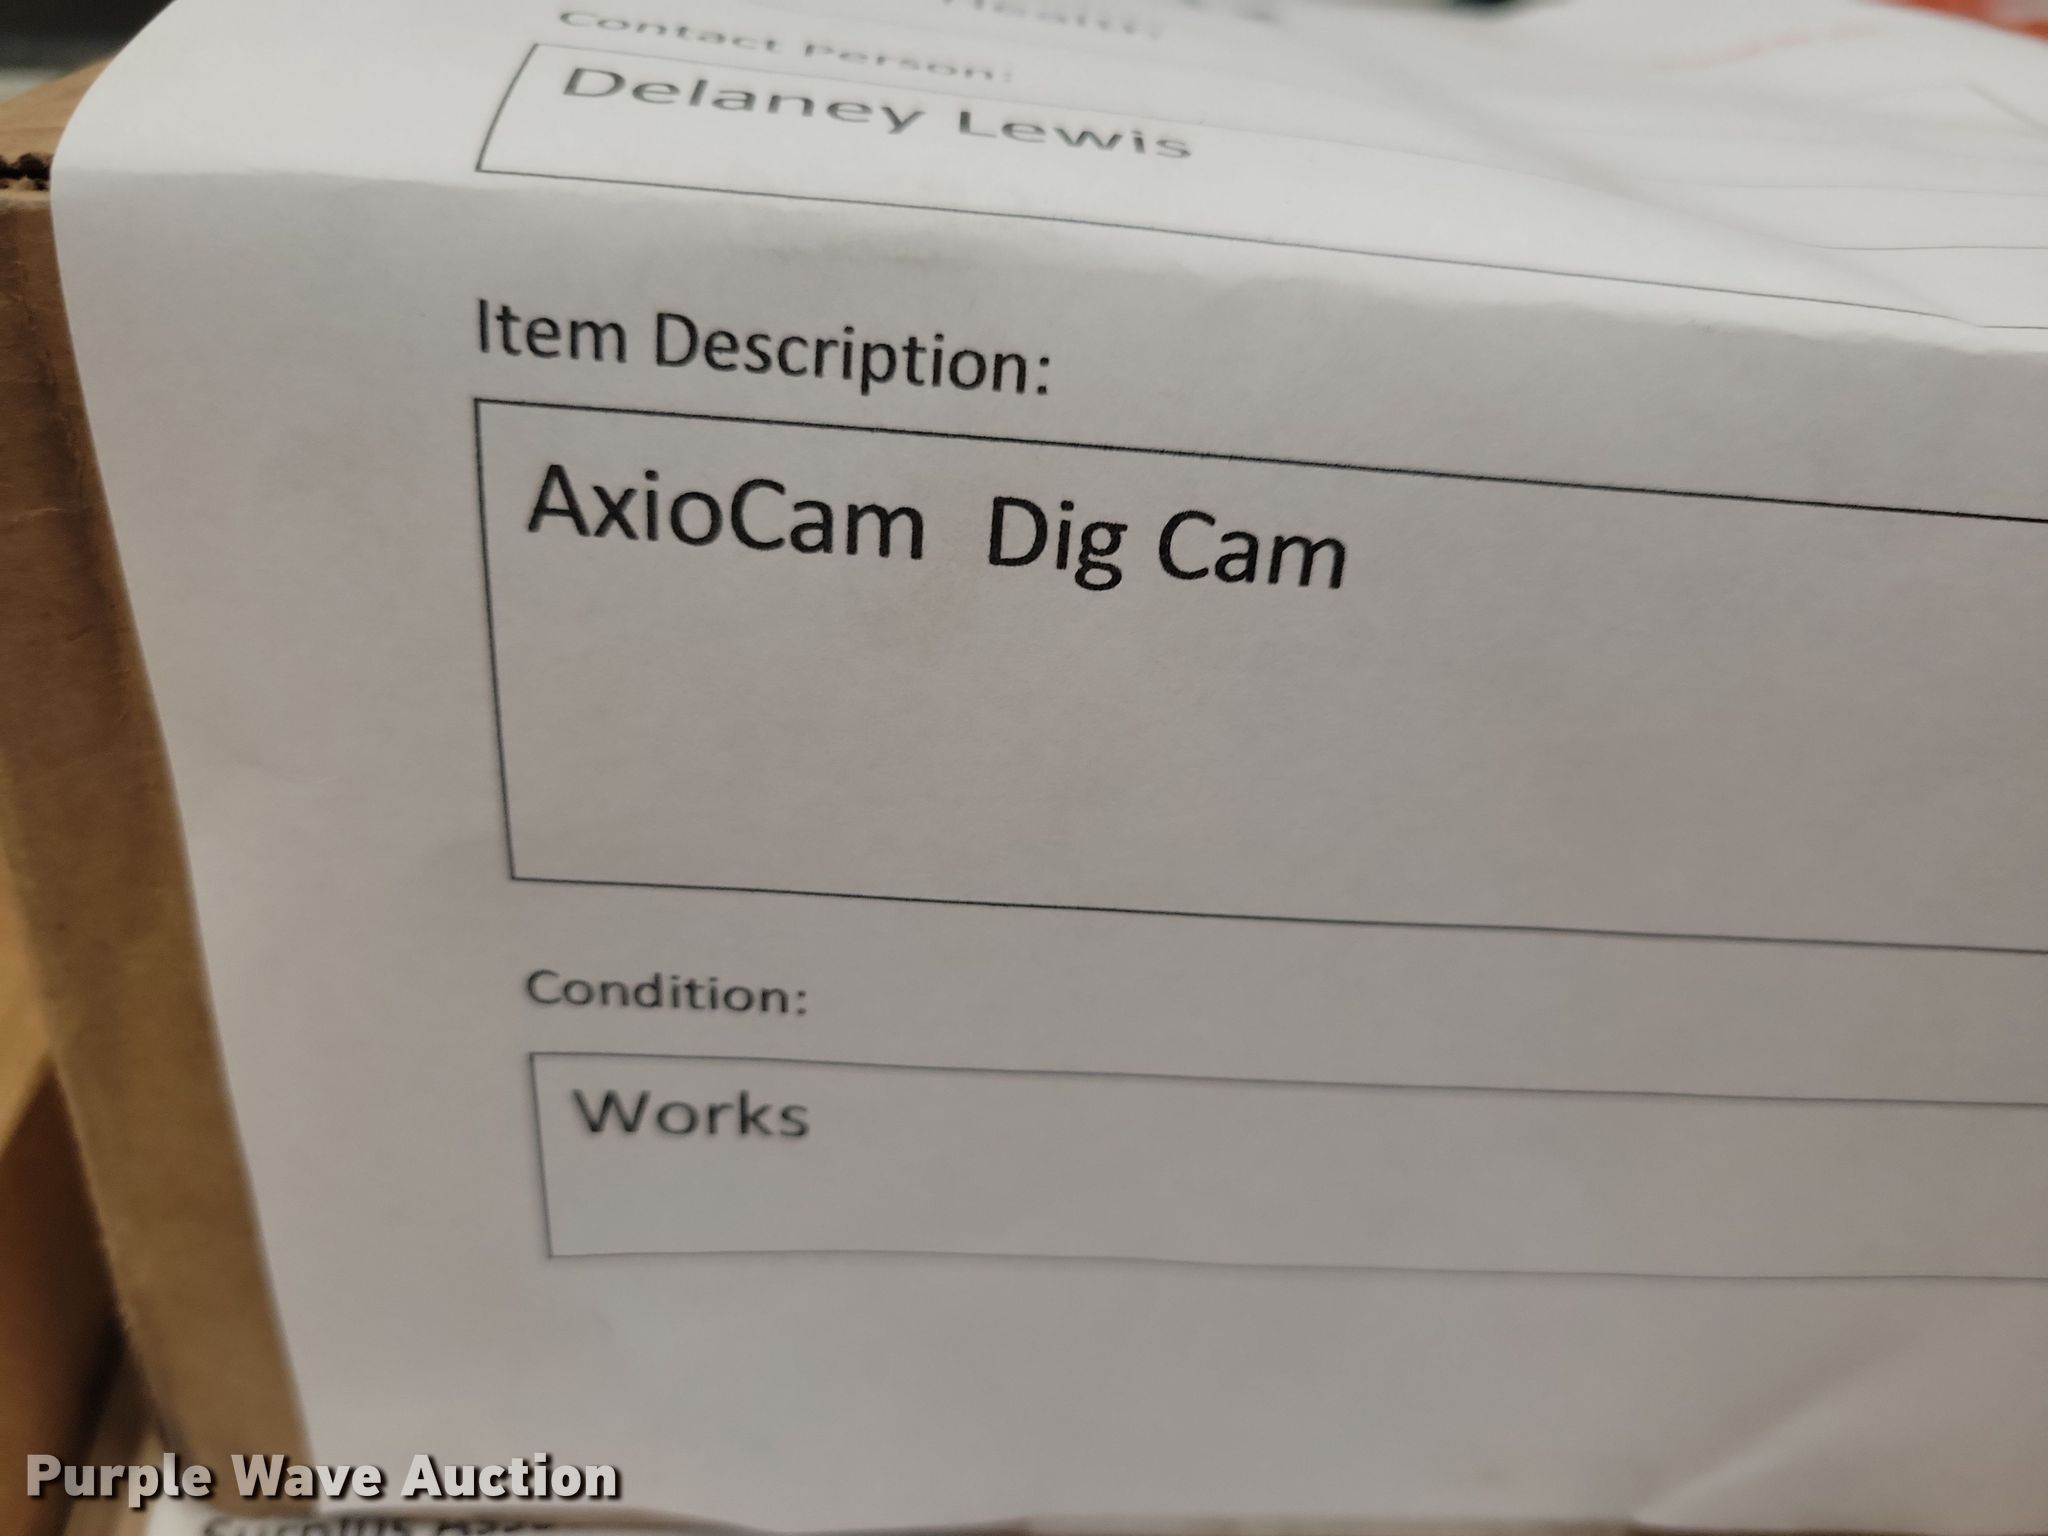 Contact Person:
Delaney Lewis
Item Description:
AxioCam Dig Cam
Condition:
Works
Purple Wave Auction